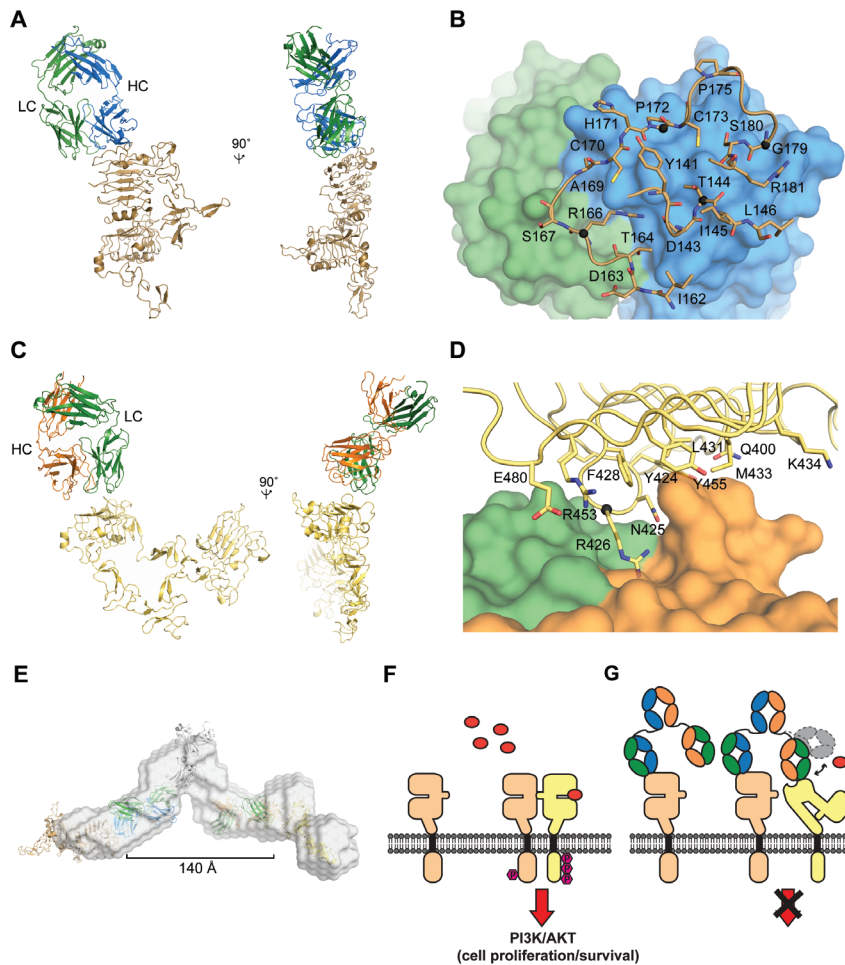 A
HC
LC
90°
B
P175
P172
H171
C173
S180
C170
Y141
G179
A169
T144
R181
R166
L146
S167
T164
I145
D143
D163
I162
C
LC
HC
90°
D
L431
Q400
F428
E480
Y424
M433
K434
Y455
R453
N425
R426
E
140 Å
F
P
P
P
P
PI3K/AKT
(cell proliferation/survival)
G